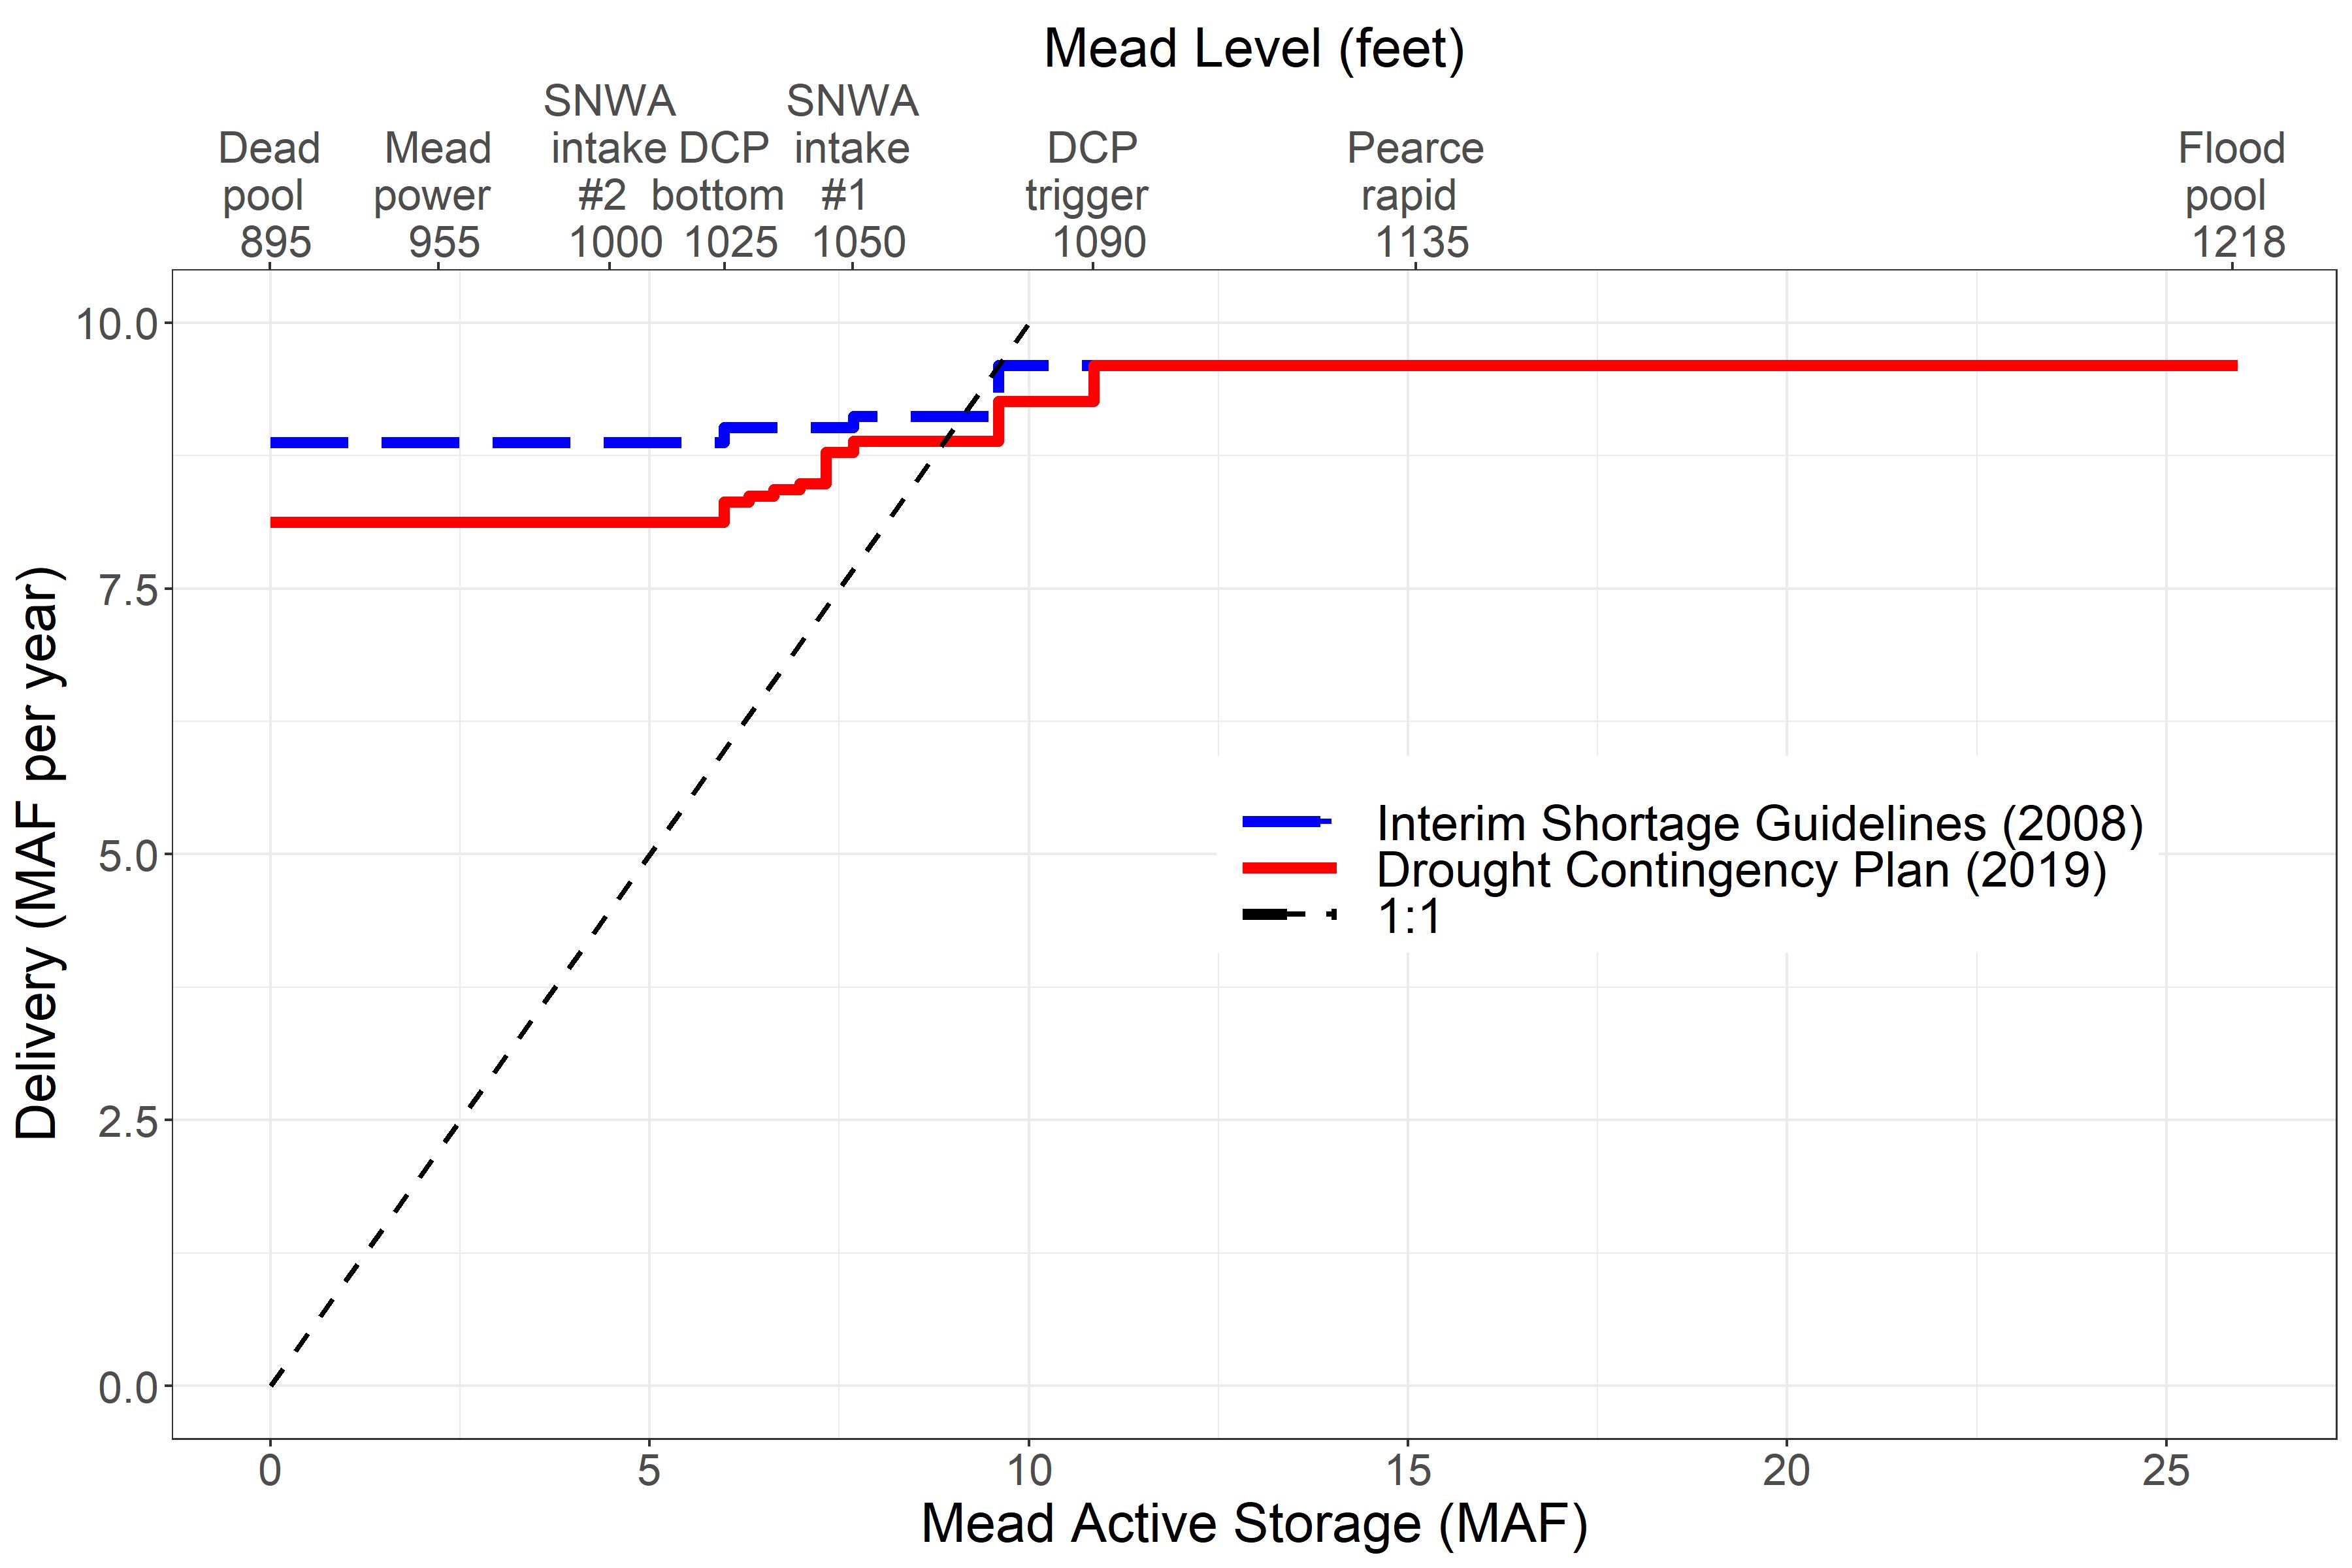 Mead Level (feet)
SNWA SNWA
Dead Mead intake DCP intake DCP Pearce Flood
pool power #2 bottom #1 trigger rapid pool
895 955 1000 1025 1050 1090 1135 1218
10.0
7.5
5.0
2.5
0.0
Delivery (MAF per year)
Interim Shortage Guidelines (2008)
Drought Contingency Plan (2019)
1:1
0 5 10 15 20 25
Mead Active Storage (MAF)